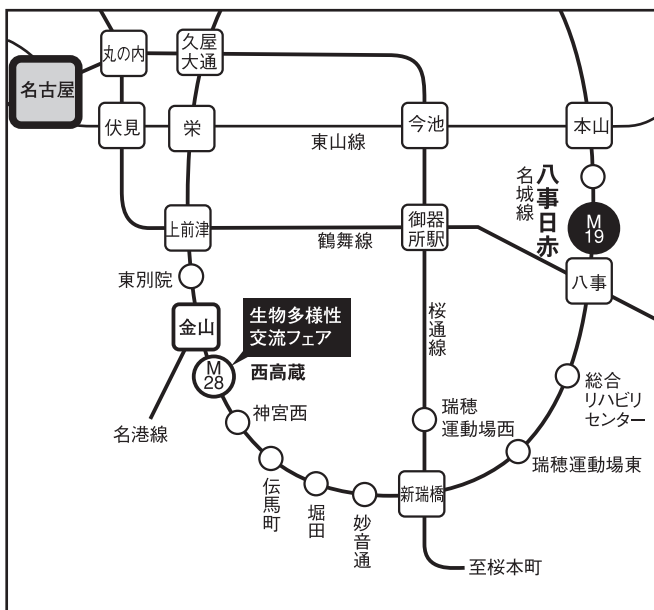 丸の内
久屋
大通
名古屋
伏見
栄
今池
本山
東山線
名城線
八事日赤
M
19
上前津
御器
所駅
鶴舞線
東別院
八事
金山
生物多様性
交流フェア
桜通線
M
28
西高蔵
総合
リハビリ
センター
名港線
神宮西
瑞穂
運動場西
瑞穂運動場東
伝馬町
堀田
妙音通
新瑞橋
至桜本町